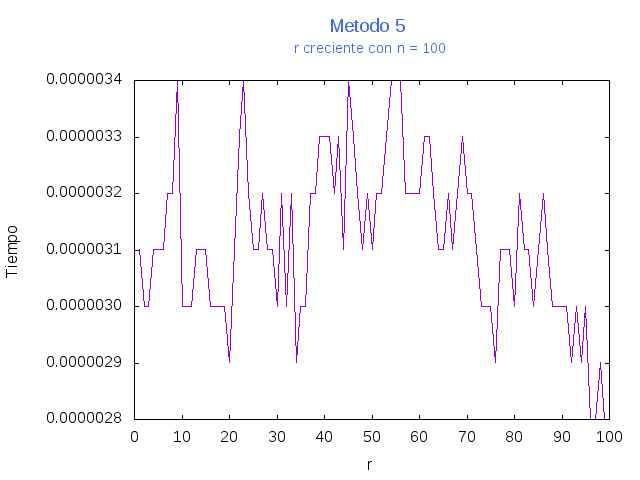 Metodo 5
r creciente con n = 100
0.0000034
0.0000033
0.0000032
0.0000031
0.0000030
0.0000029
0.0000028
Tiempo
0 10 20 30 40 50 60 70 80 90 100
r